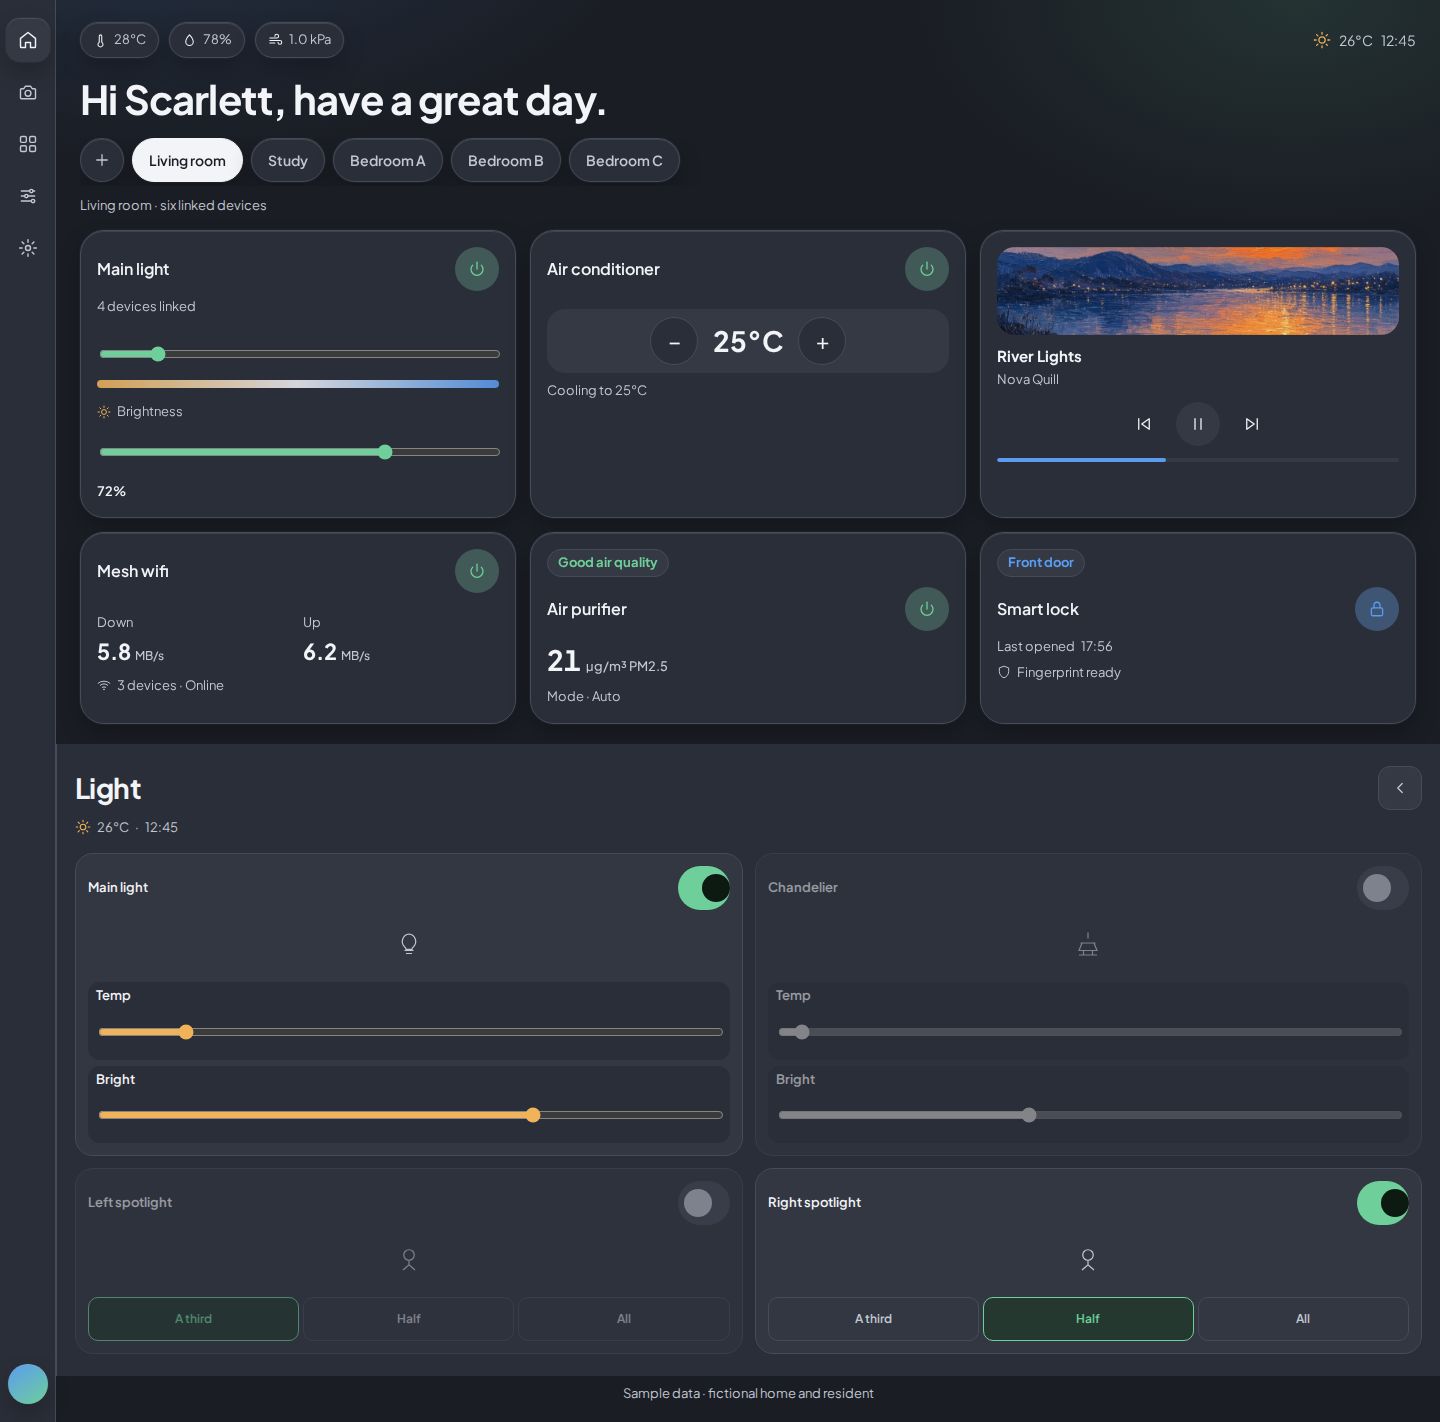 28°C 78% 1.0 kPa 26°C 12:45
Hi Scarlett, have a great day.
+ Living room Study Bedroom A Bedroom B Bedroom C
Living room · six linked devices
Main light
4 devices linked
Brightness
72%
Air conditioner
− 25°C +
Cooling to 25°C
River Lights
Nova Quill
Mesh wifi
Down Up
5.8 MB/s 6.2 MB/s
3 devices · Online
Good air quality
Air purifier
21 µg/m³ PM2.5
Mode · Auto
Front door
Smart lock
Last opened 17:56
Fingerprint ready
Light
26°C · 12:45
Main light
Temp
Bright
Chandelier
Temp
Bright
Left spotlight
A third Half All
Right spotlight
A third Half All
Sample data · fictional home and resident